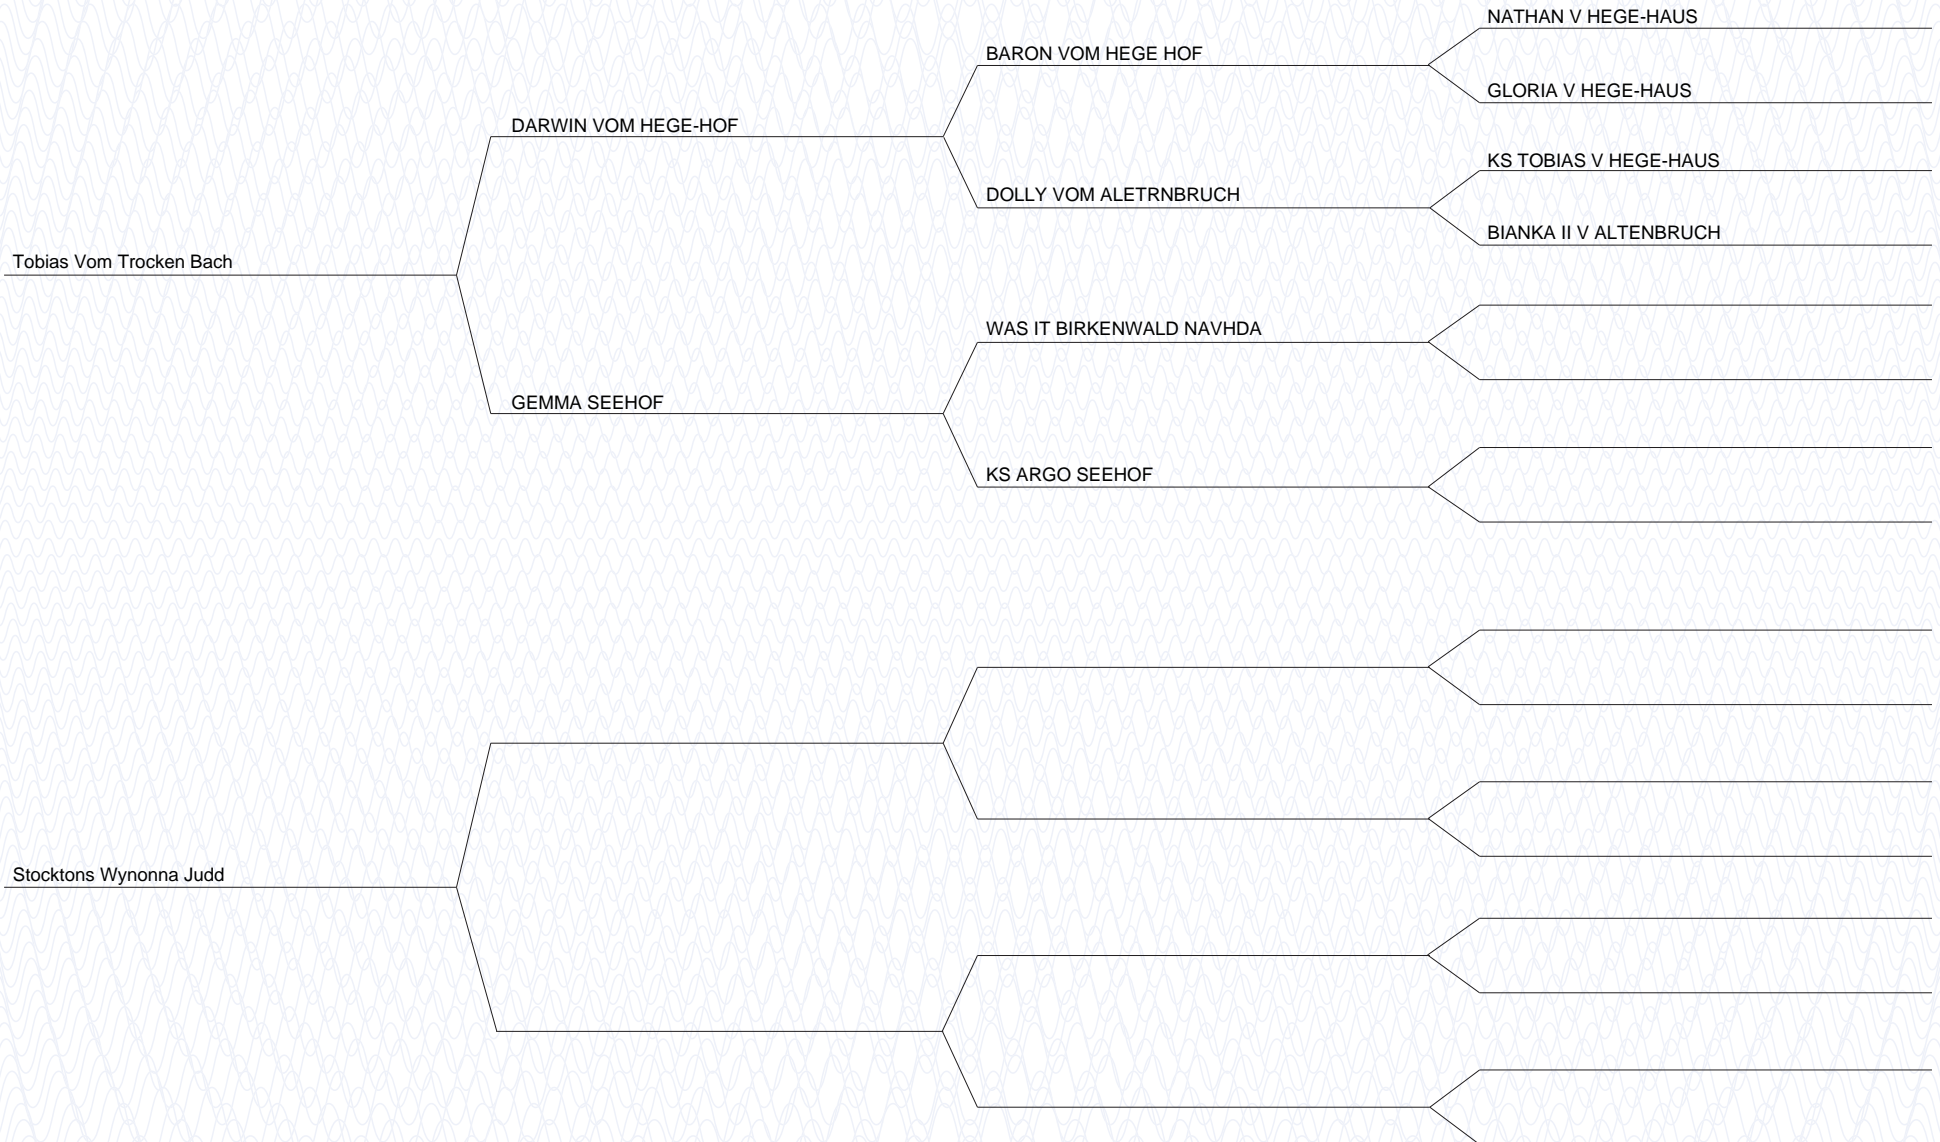 NATHAN V HEGE-HAUS
BARON VOM HEGE HOF
GLORIA V HEGE-HAUS
DARWIN VOM HEGE-HOF
KS TOBIAS V HEGE-HAUS
DOLLY VOM ALETRNBRUCH
BIANKA II V ALTENBRUCH
Tobias Vom Trocken Bach
WAS IT BIRKENWALD NAVHDA
GEMMA SEEHOF
KS ARGO SEEHOF
Stocktons Wynonna Judd